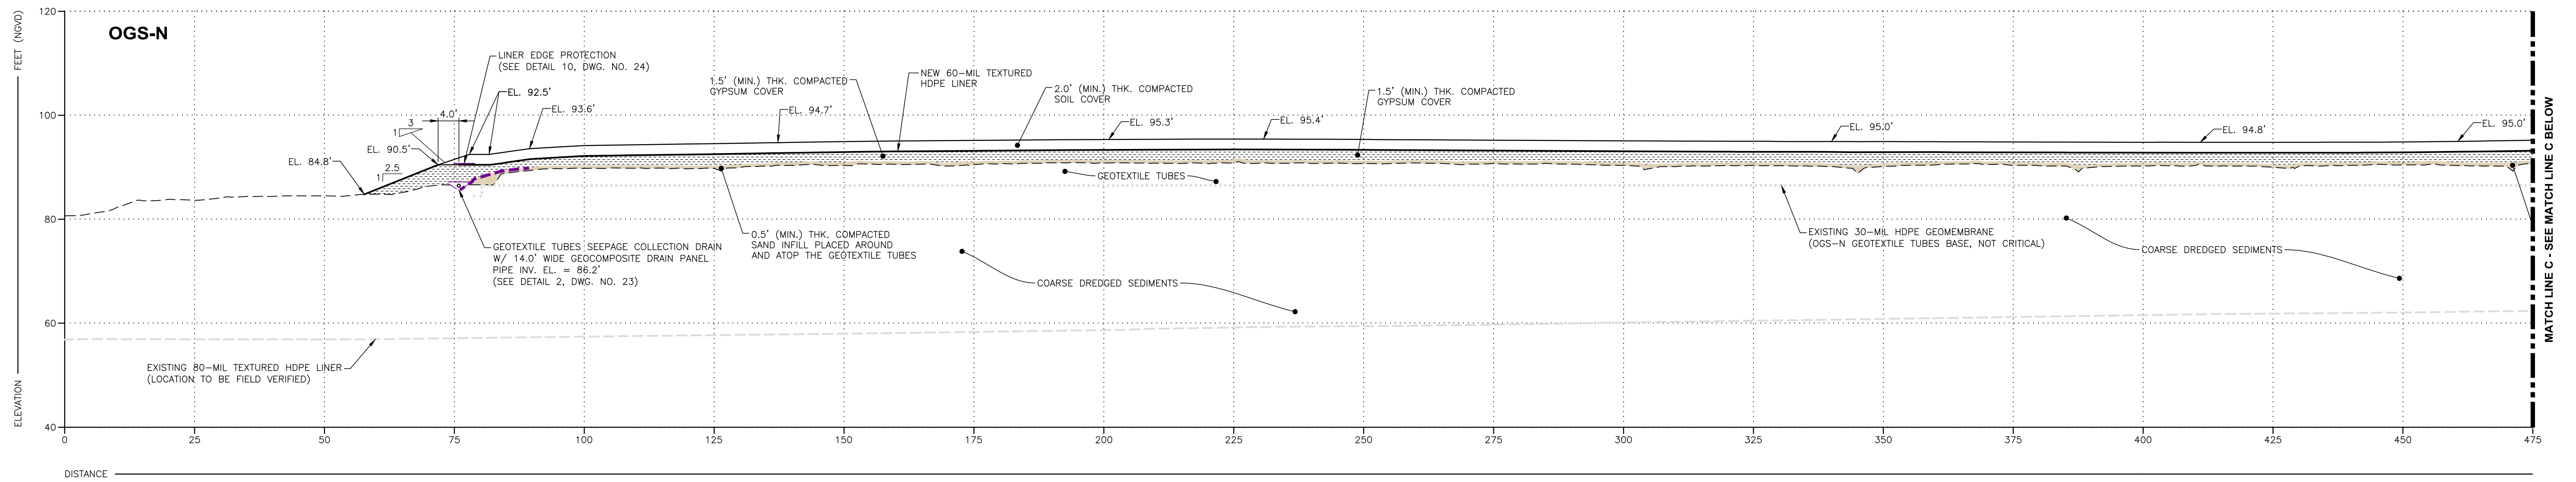 120
FEET (NGVD)
OGS-N
LINER EDGE PROTECTION
(SEE DETAIL 10, DWG. NO. 24)
1.5' (MIN.) THK. COMPACTED
GYPSUM COVER
NEW 60-MIL TEXTURED
HDPE LINER
2.0' (MIN.) THK. COMPACTED
SOIL COVER
1.5' (MIN.) THK. COMPACTED
GYPSUM COVER
EL. 92.5'
EL. 93.6'
EL. 94.7'
EL. 95.3'
EL. 95.4'
EL. 95.0'
EL. 94.8'
EL. 95.0'
100
4.0'
3
1
EL. 90.5'
EL. 84.8'
2.5
1
GEOTEXTILE TUBES
80
GEOTEXTILE TUBES SEEPAGE COLLECTION DRAIN
W/ 14.0' WIDE GEOCOMPOSITE DRAIN PANEL
PIPE INV. EL. = 86.2'
(SEE DETAIL 2, DWG. NO. 23)
0.5' (MIN.) THK. COMPACTED
SAND INFILL PLACED AROUND
AND ATOP THE GEOTEXTILE TUBES
EXISTING 30-MIL HDPE GEOMEMBRANE
(OGS-N GEOTEXTILE TUBES BASE, NOT CRITICAL)
COARSE DREDGED SEDIMENTS
COARSE DREDGED SEDIMENTS
60
EXISTING 80-MIL TEXTURED HDPE LINER
(LOCATION TO BE FIELD VERIFIED)
ELEVATION
40
MATCH LINE C - SEE MATCH LINE C BELOW
0 25 50 75 100 125 150 175 200 225 250 275 300 325 350 375 400 425 450 475
DISTANCE